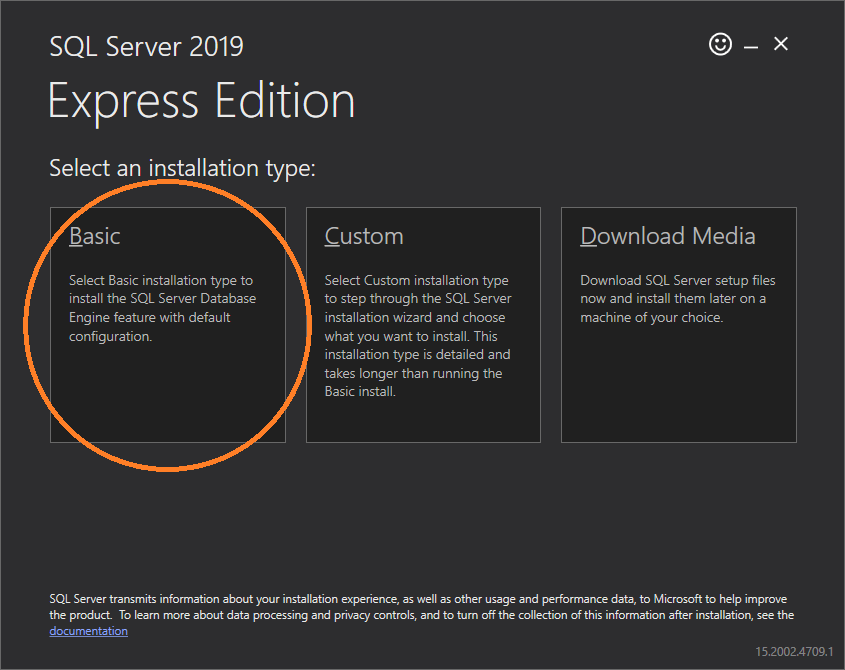 SQL Server 2019
Express Edition
Select an installation type:
Basic
Select Basic installation type to
install the SQL Server Database
Engine feature with default
configuration.
Custom
Select Custom installation type
to step through the SQL Server
installation wizard and choose
what you want to install. This
installation type is detailed and
takes longer than running the
Basic install.
Download Media
Download SQL Server setup files
now and install them later on a
machine of your choice.
SQL Server transmits information about your installation experience, as well as other usage and performance data, to Microsoft to help improve
the product.  To learn more about data processing and privacy controls, and to turn off the collection of this information after installation, see the
documentation
15.2002.4709.1